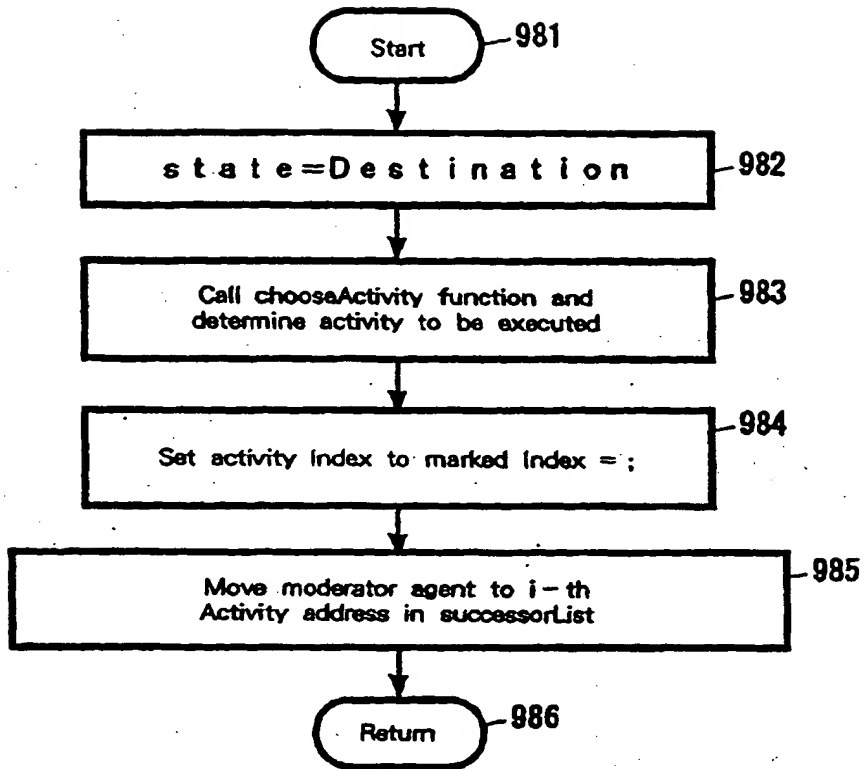 Start
981
state=Destination
982
Call chooseActivity function and
determine activity to be executed
983
Set activity index to marked index = ;
984
Move moderator agent to i-th
Activity address in successorList
985
Return
986